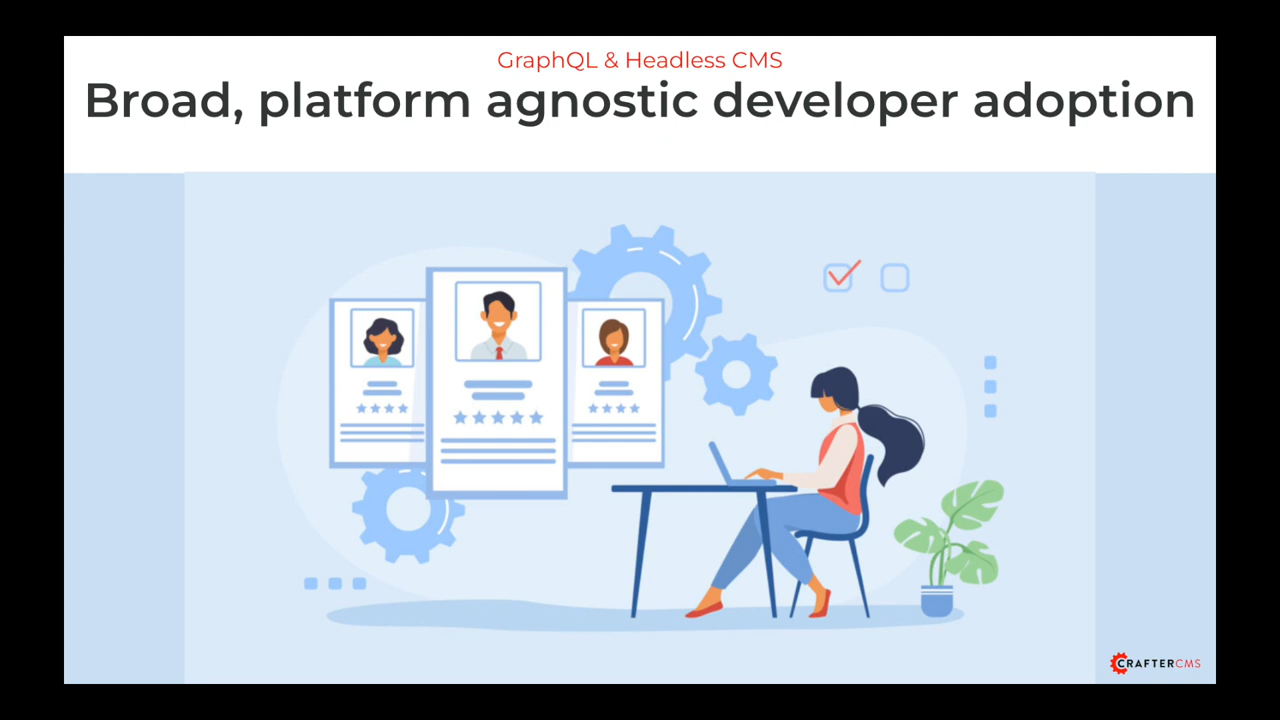 GraphQL & Headless CMS
Broad, platform agnostic developer adoption
CRAFTERCMS